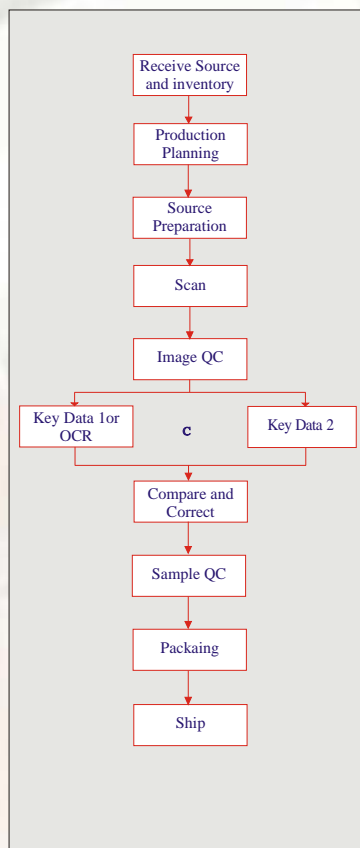 Receive Source
and inventory
Production
Planning
Source
Preparation
Scan
Image QC
Key Data 1or
OCR
C
Key Data 2
Compare and
Correct
Sample QC
Packaing
Ship